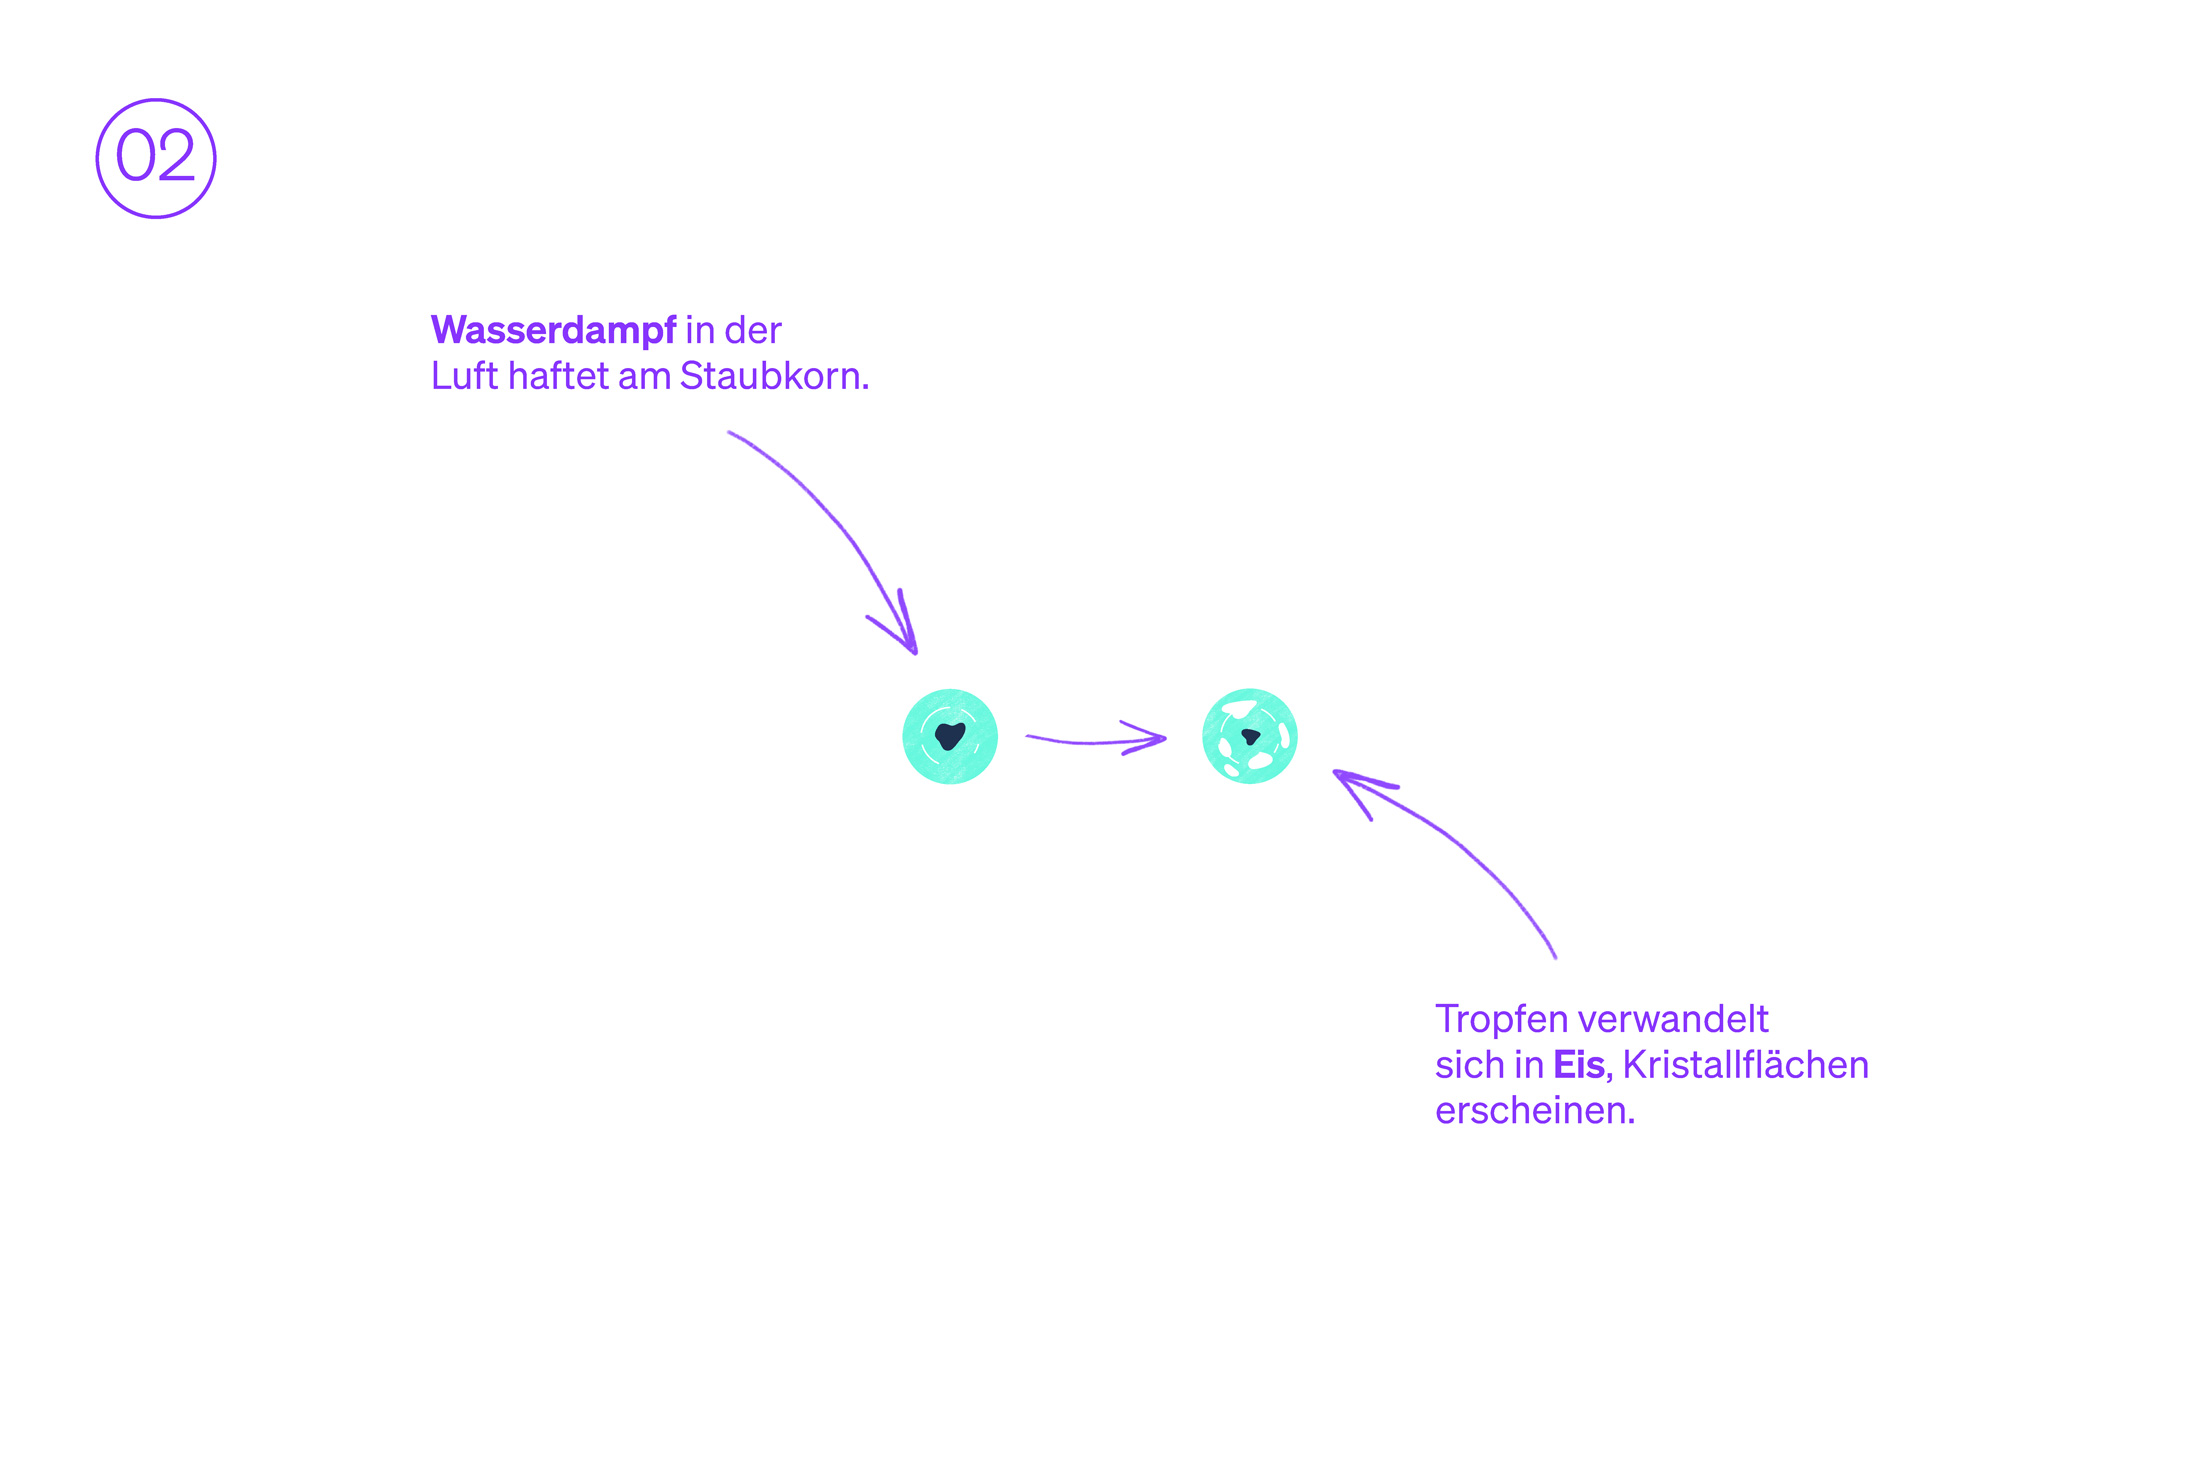 02
Wasserdampf in der
Luft haftet am Staubkorn.
Tropfen verwandelt
sich in Eis, Kristallflächen
erscheinen.